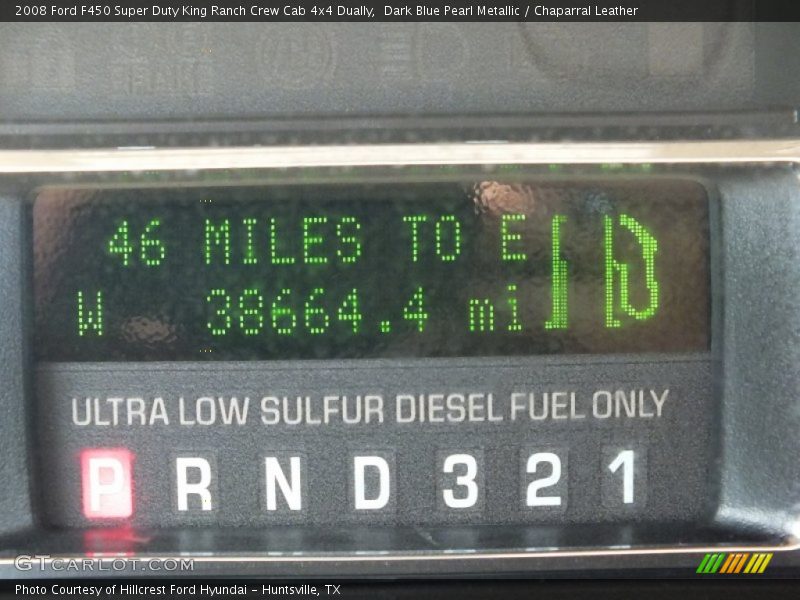 2008 Ford F450 Super Duty King Ranch Crew Cab 4x4 Dually,  Dark Blue Pearl Metallic / Chaparral Leather
46 MILES TO E
W 38664.4 mi
ULTRA LOW SULFUR DIESEL FUEL ONLY
P R N D 3 2 1
GTCARLOT.COM
Photo Courtesy of Hillcrest Ford Hyundai – Huntsville, TX